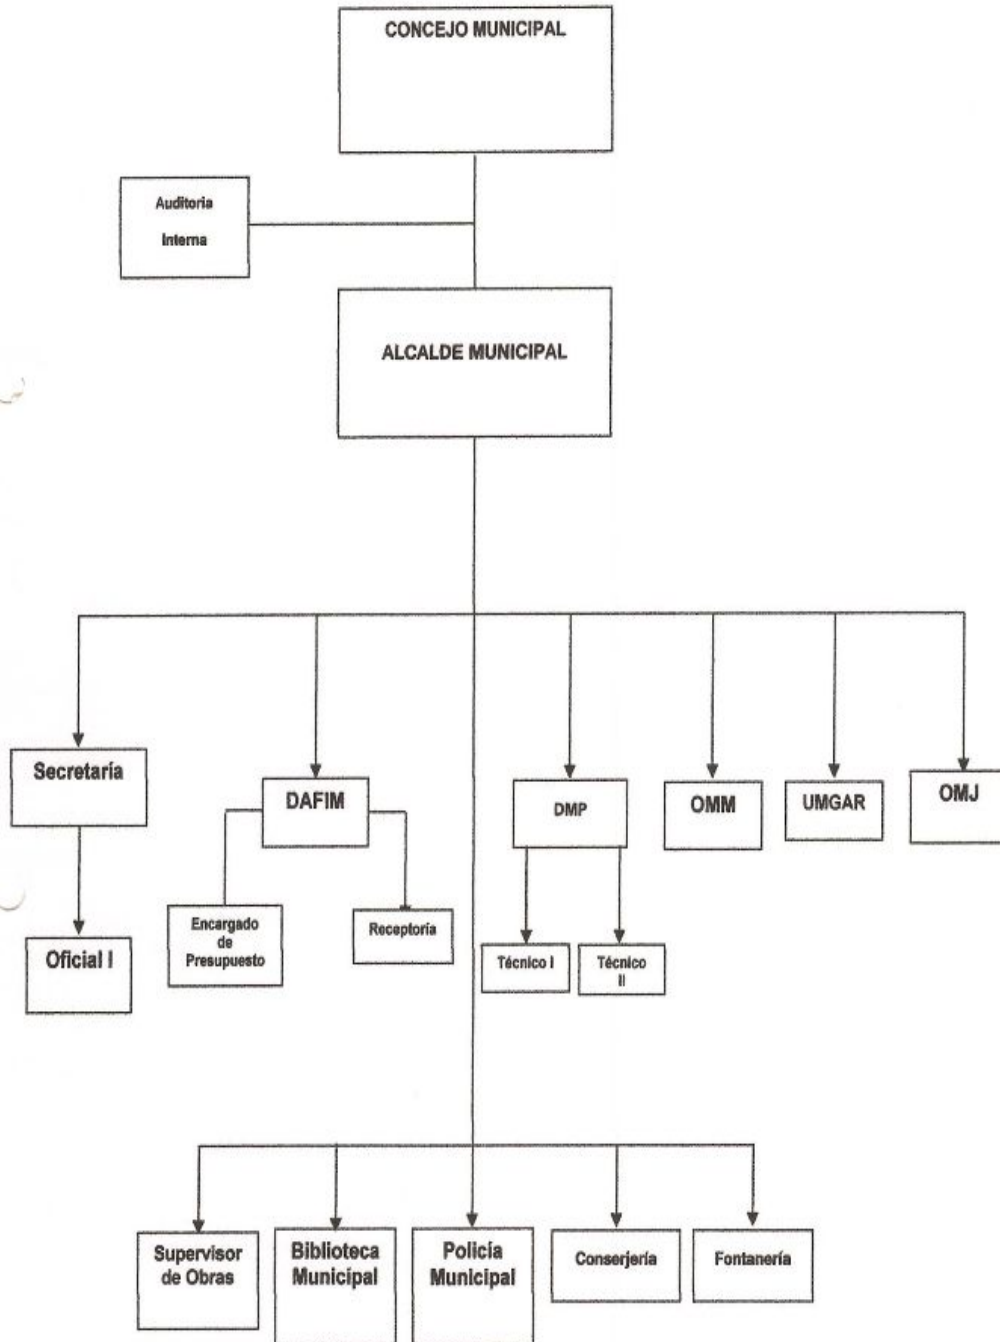 CONCEJO MUNICIPAL
Auditoria
Interna
ALCALDE MUNICIPAL
Secretaría
DAFIM
DMP
OMM
UMGAR
OMJ
Oficial I
Encargado
de
Presupuesto
Receptoría
Técnico I
Técnico
II
Supervisor
de Obras
Biblioteca
Municipal
Policía
Municipal
Conserjería
Fontanería